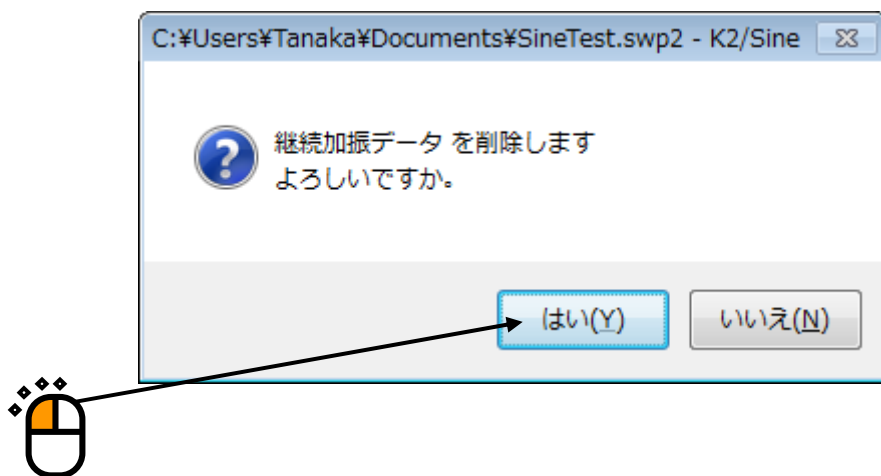 C:¥Users¥Tanaka¥Documents¥SineTest.swp2 - K2/Sine
継続加振データ を削除します
よろしいですか。
はい(Y)
いいえ(N)